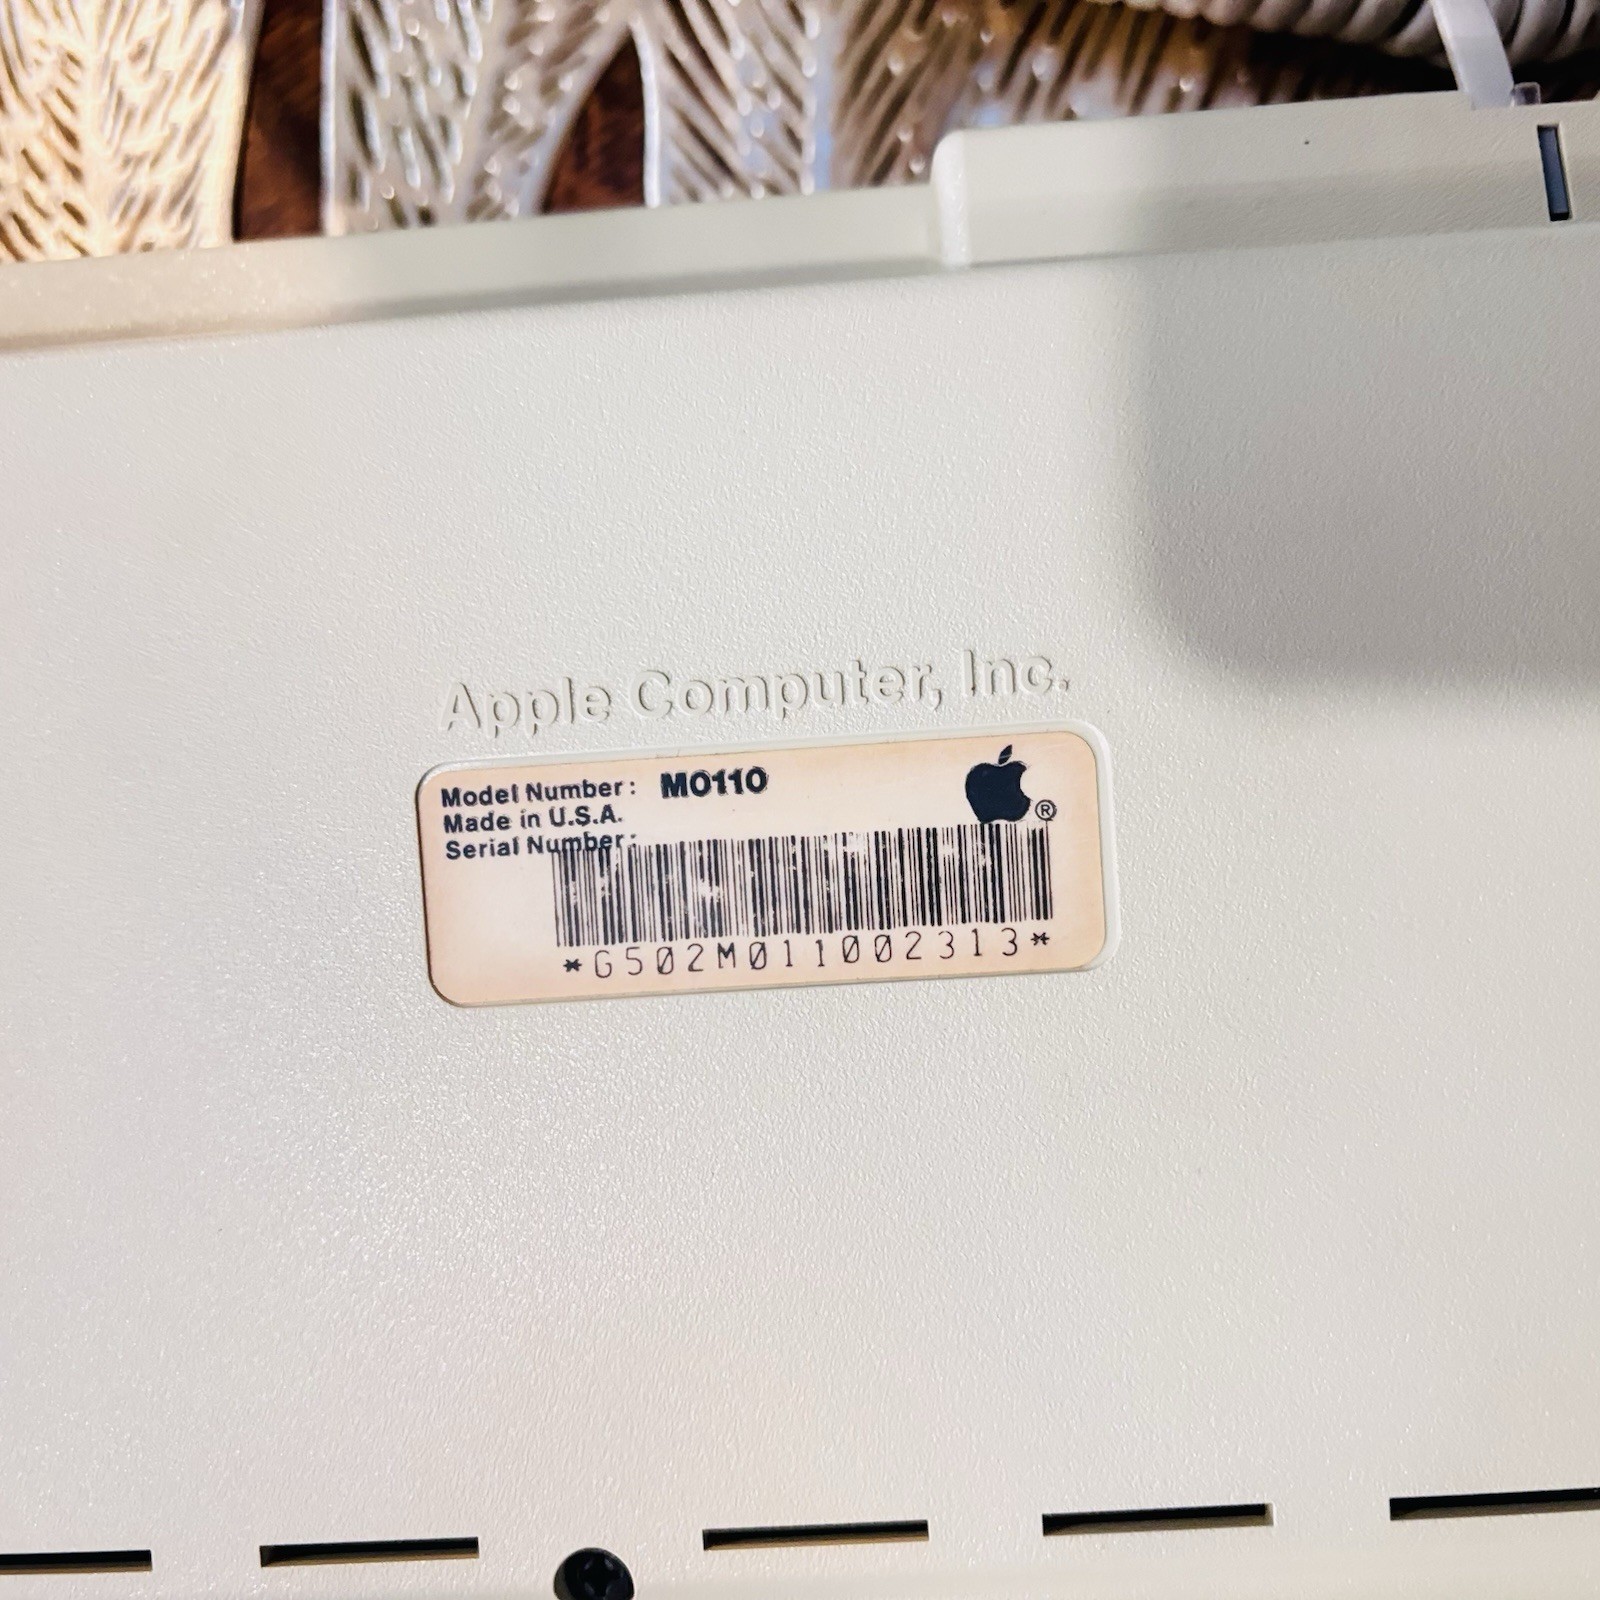 Apple Computer, Inc.
Model Number: M0110
Made in U.S.A.
Serial Number:
®
*G502M011002313*